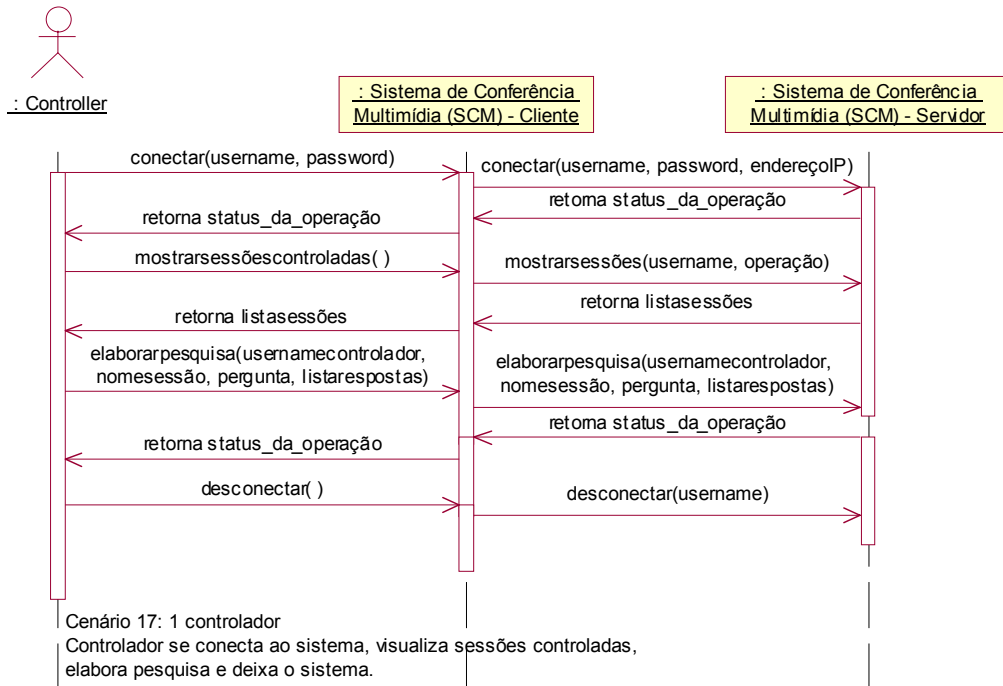 : Controller
: Sistema de Conferência
Multimídia (SCM) - Cliente
: Sistema de Conferência
Multimídia (SCM) - Servidor
conectar(username, password)
conectar(username, password, endereçoIP)
retorna status_da_operação
retorna status_da_operação
mostrarsessõescontroladas( )
mostrarsessões(username, operação)
retorna listasessões
retorna listasessões
elaborarpesquisa(usernamecontrolador,
nomesessão, pergunta, listarespostas)
elaborarpesquisa(usernamecontrolador,
nomesessão, pergunta, listarespostas)
retorna status_da_operação
retorna status_da_operação
desconectar( )
desconectar(username)
Cenário 17: 1 controlador
Controlador se conecta ao sistema, visualiza sessões controladas,
elabora pesquisa e deixa o sistema.